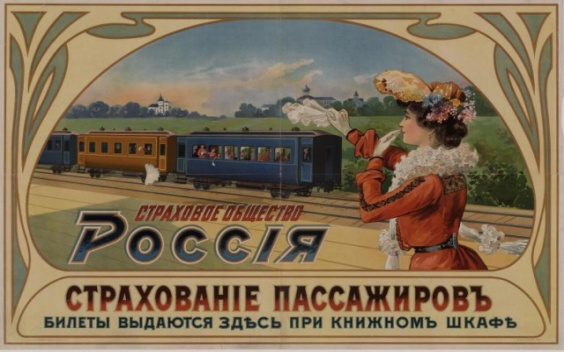 СТРАХОВОЕ ОБЩЕСТВО
РОССІЯ
СТРАХОВАНІЕ ПАССАЖИРОВЪ
БИЛЕТЫ ВЫДАЮТСЯ ЗДѢСЬ ПРИ КНИЖНОМЪ ШКАФѢ